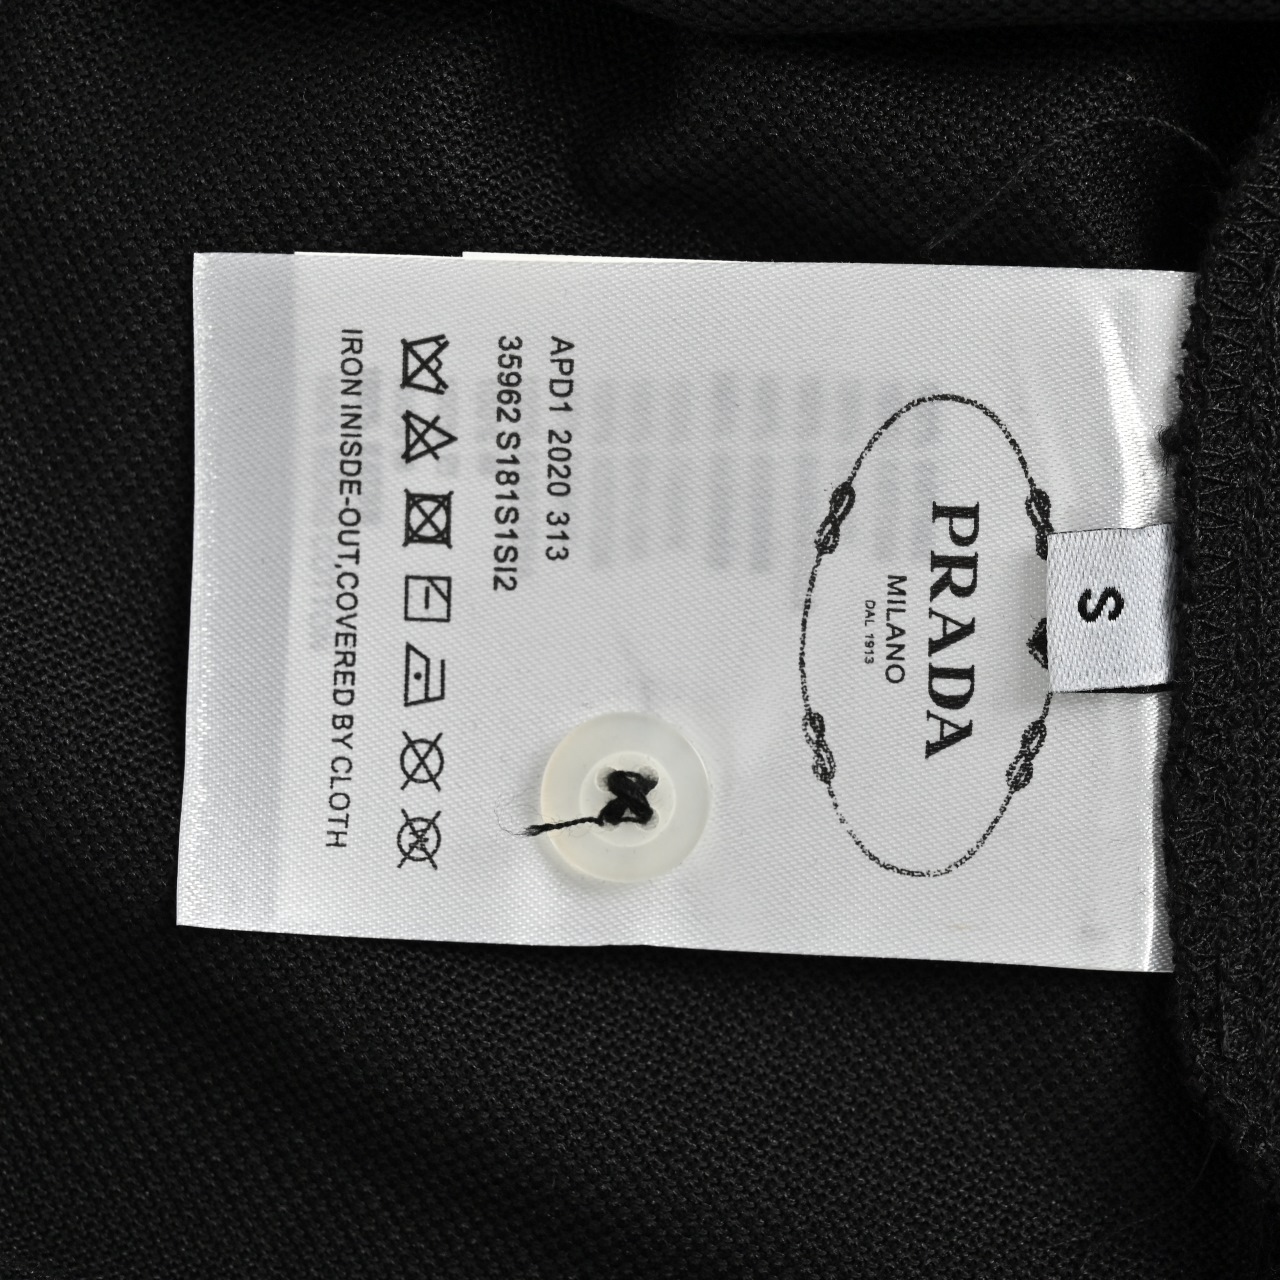 PRADA
MILANO
DAL 1913
S
APD1 2020 313
35962 S181S1SI2
IRON INISDE-OUT,COVERED BY CLOTH